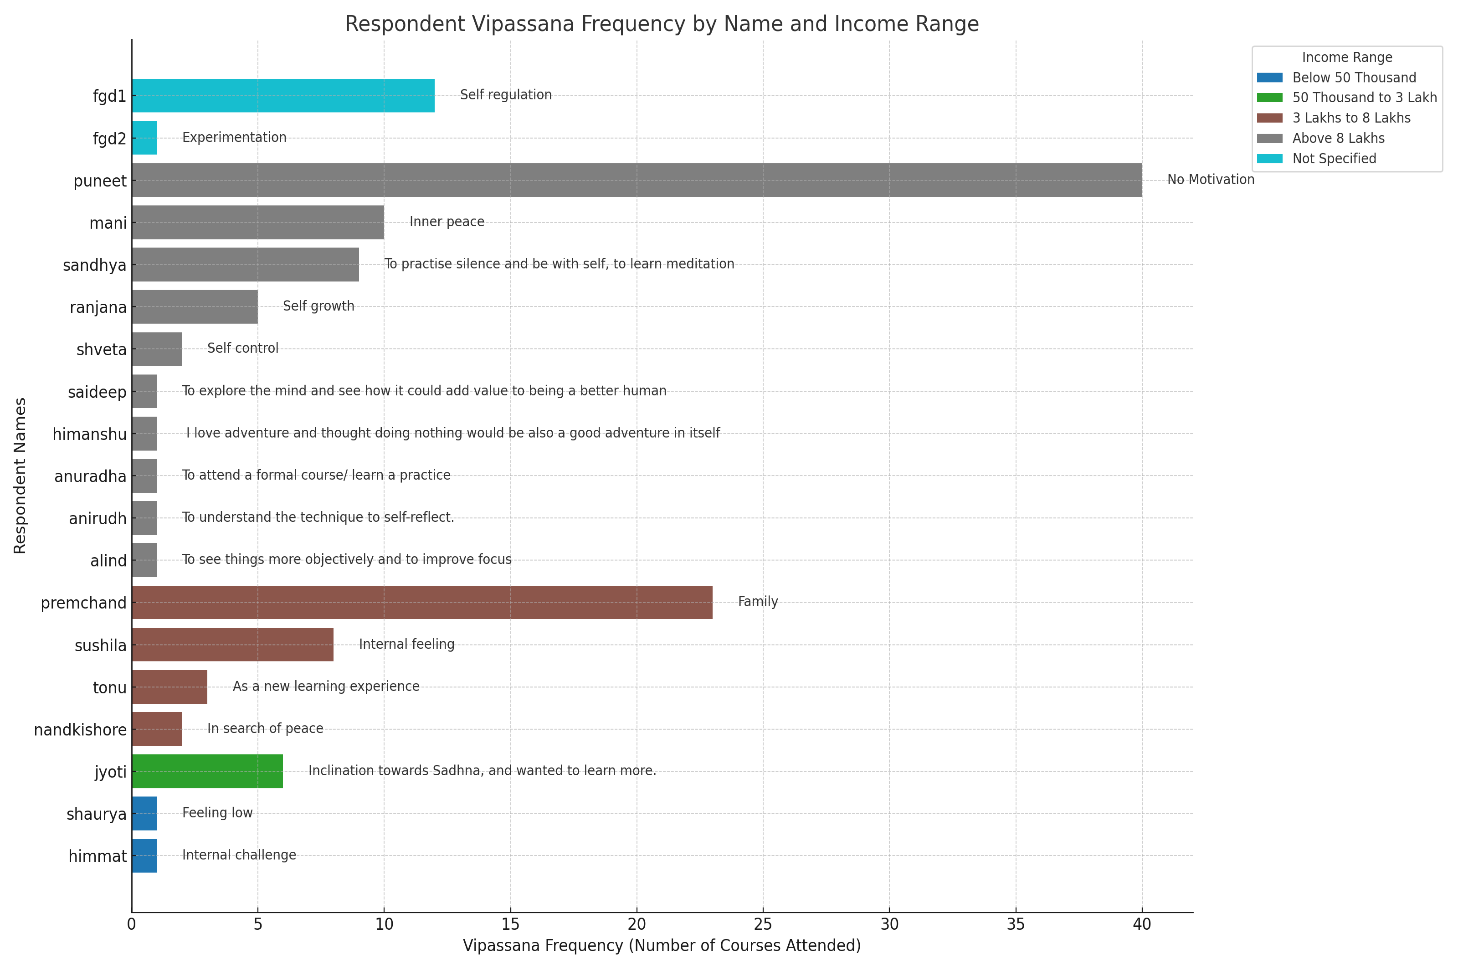 Respondent Vipassana Frequency by Name and Income Range
Income Range
Below 50 Thousand
50 Thousand to 3 Lakh
3 Lakhs to 8 Lakhs
Above 8 Lakhs
Not Specified
Respondent Names
fgd1 Self regulation
fgd2 Experimentation
puneet No Motivation
mani Inner peace
sandhya To practise silence and be with self, to learn meditation
ranjana Self growth
shveta Self control
saideep To explore the mind and see how it could add value to being a better human
himanshu I love adventure and thought doing nothing would be also a good adventure in itself
anuradha To attend a formal course/ learn a practice
anirudh To understand the technique to self-reflect.
alind To see things more objectively and to improve focus
premchand Family
sushila Internal feeling
tonu As a new learning experience
nandkishore In search of peace
jyoti Inclination towards Sadhna, and wanted to learn more.
shaurya Feeling low
himmat Internal challenge
0 5 10 15 20 25 30 35 40
Vipassana Frequency (Number of Courses Attended)